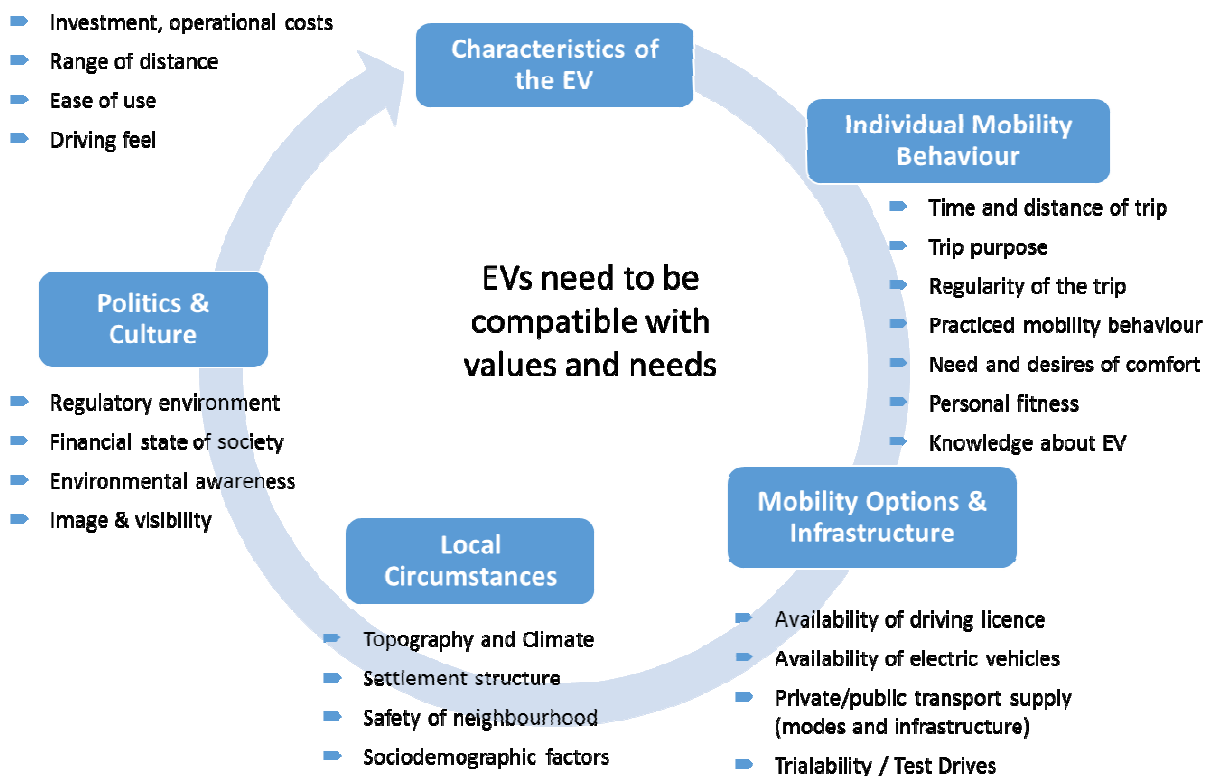 Investment, operational costs
Range of distance
Ease of use
Driving feel
Characteristics of
the EV
Individual Mobility
Behaviour
Time and distance of trip
Trip purpose
Regularity of the trip
Practiced mobility behaviour
Need and desires of comfort
Personal fitness
Knowledge about EV
EVs need to be
compatible with
values and needs
Politics &
Culture
Regulatory environment
Financial state of society
Environmental awareness
Image & visibility
Mobility Options &
Infrastructure
Availability of driving licence
Availability of electric vehicles
Private/public transport supply
(modes and infrastructure)
Trialability / Test Drives
Local
Circumstances
Topography and Climate
Settlement structure
Safety of neighbourhood
Sociodemographic factors